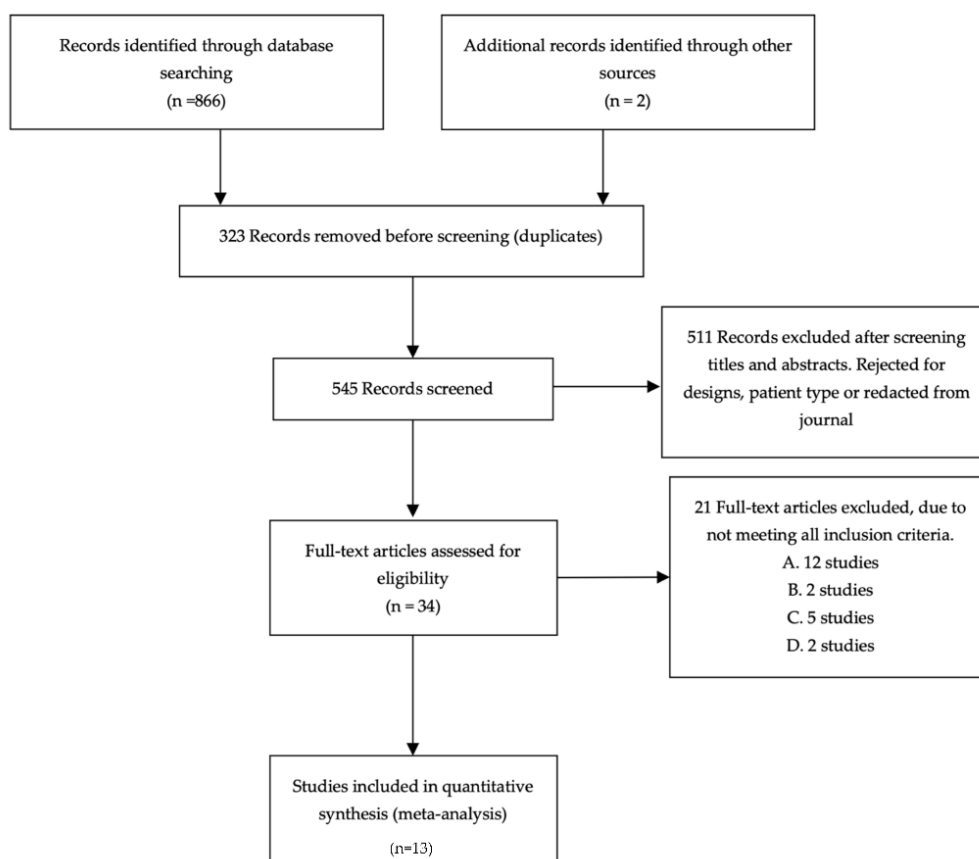 Records identified through database
searching
(n =866)
Additional records identified through other
sources
(n = 2)
323 Records removed before screening (duplicates)
511 Records excluded after screening
titles and abstracts. Rejected for
designs, patient type or redacted from
journal
545 Records screened
21 Full-text articles excluded, due to
not meeting all inclusion criteria.
A. 12 studies
B. 2 studies
C. 5 studies
D. 2 studies
Full-text articles assessed for
eligibility
(n = 34)
Studies included in quantitative
synthesis (meta-analysis)
(n=13)